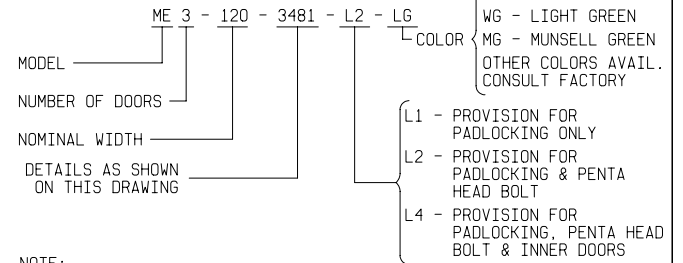 ME 3 - 120 - 3481 - L2 - LG
COLOR
WG - LIGHT GREEN
MG - MUNSELL GREEN
OTHER COLORS AVAIL.
CONSULT FACTORY
MODEL
NUMBER OF DOORS
NOMINAL WIDTH
DETAILS AS SHOWN
ON THIS DRAWING
L1 - PROVISION FOR
PADLOCKING ONLY
L2 - PROVISION FOR
PADLOCKING & PENTA
HEAD BOLT
L4 - PROVISION FOR
PADLOCKING, PENTA HEAD
BOLT & INNER DOORS
NOTE: